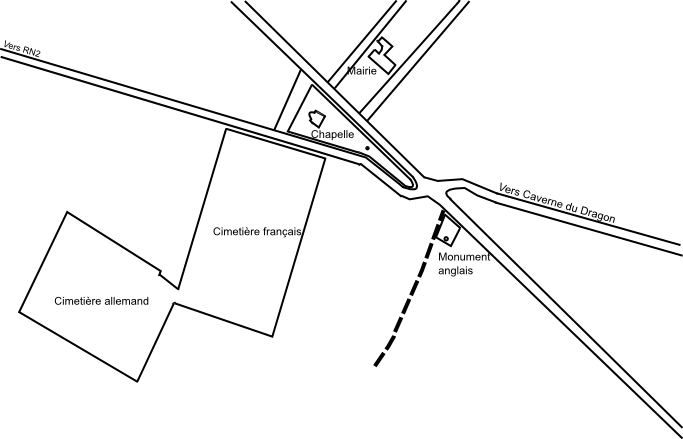 Vers RN2
Mairie
Chapelle
Vers Caverne du Dragon
Cimetière français
Monument
anglais
Cimetière allemand